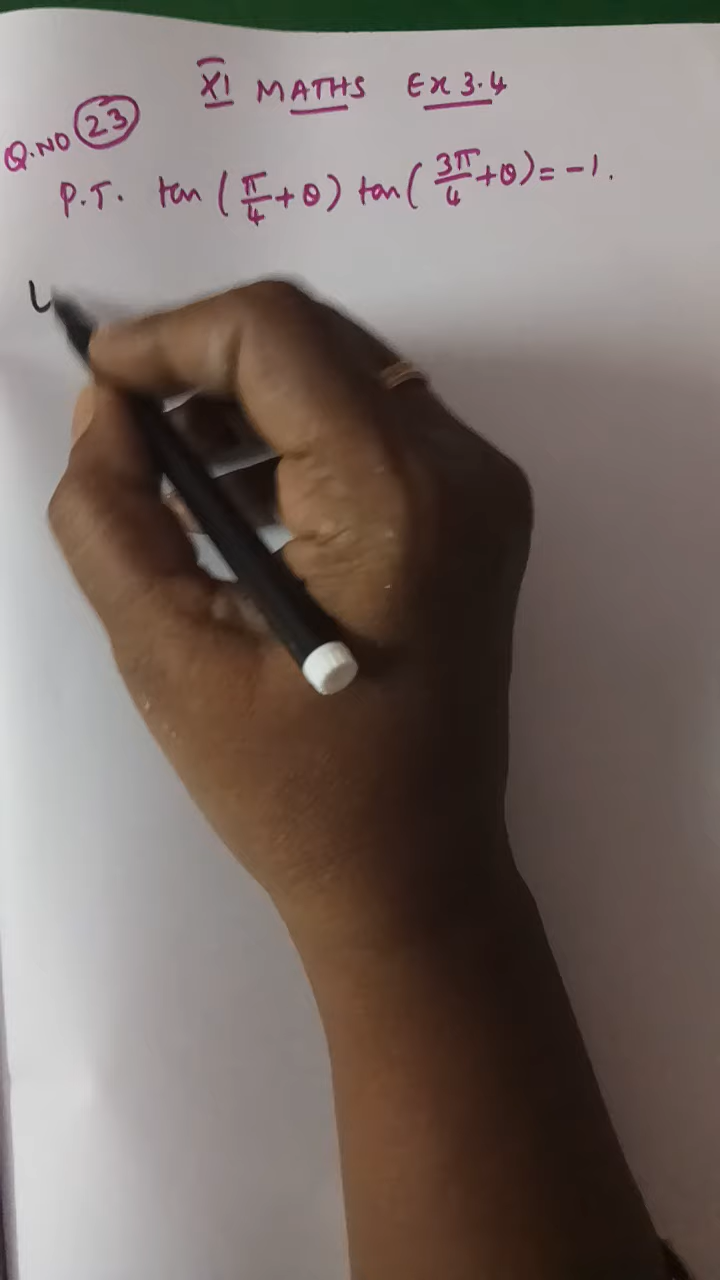 XI MATHS Ex 3.4
Q.NO 23
P.T. tan (π/4 + θ) tan (3π/4 + θ) = -1.